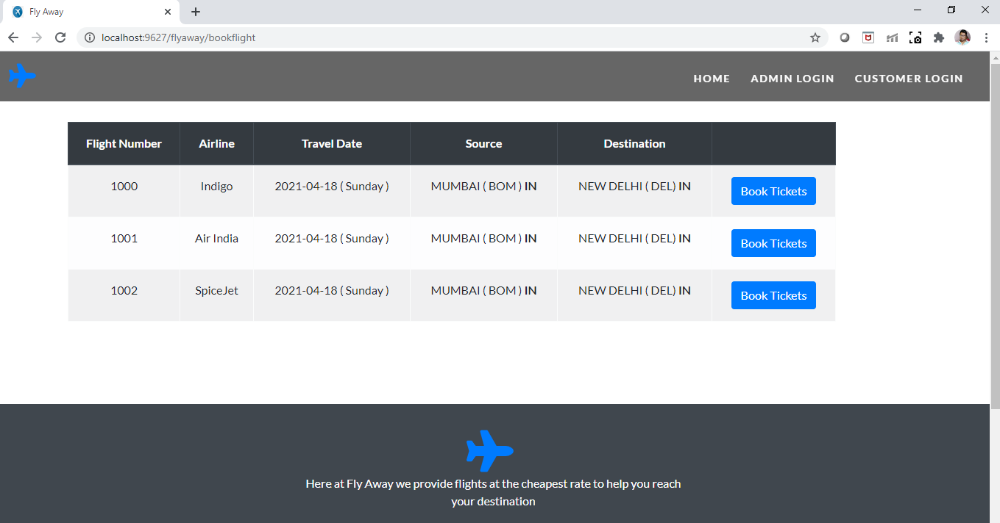 Fly Away
localhost:9627/flyaway/bookflight
HOME ADMIN LOGIN CUSTOMER LOGIN
Flight Number Airline Travel Date Source Destination
1000 Indigo 2021-04-18 ( Sunday ) MUMBAI ( BOM ) IN NEW DELHI ( DEL) IN Book Tickets
1001 Air India 2021-04-18 ( Sunday ) MUMBAI ( BOM ) IN NEW DELHI ( DEL) IN Book Tickets
1002 SpiceJet 2021-04-18 ( Sunday ) MUMBAI ( BOM ) IN NEW DELHI ( DEL) IN Book Tickets
Here at Fly Away we provide flights at the cheapest rate to help you reach
your destination